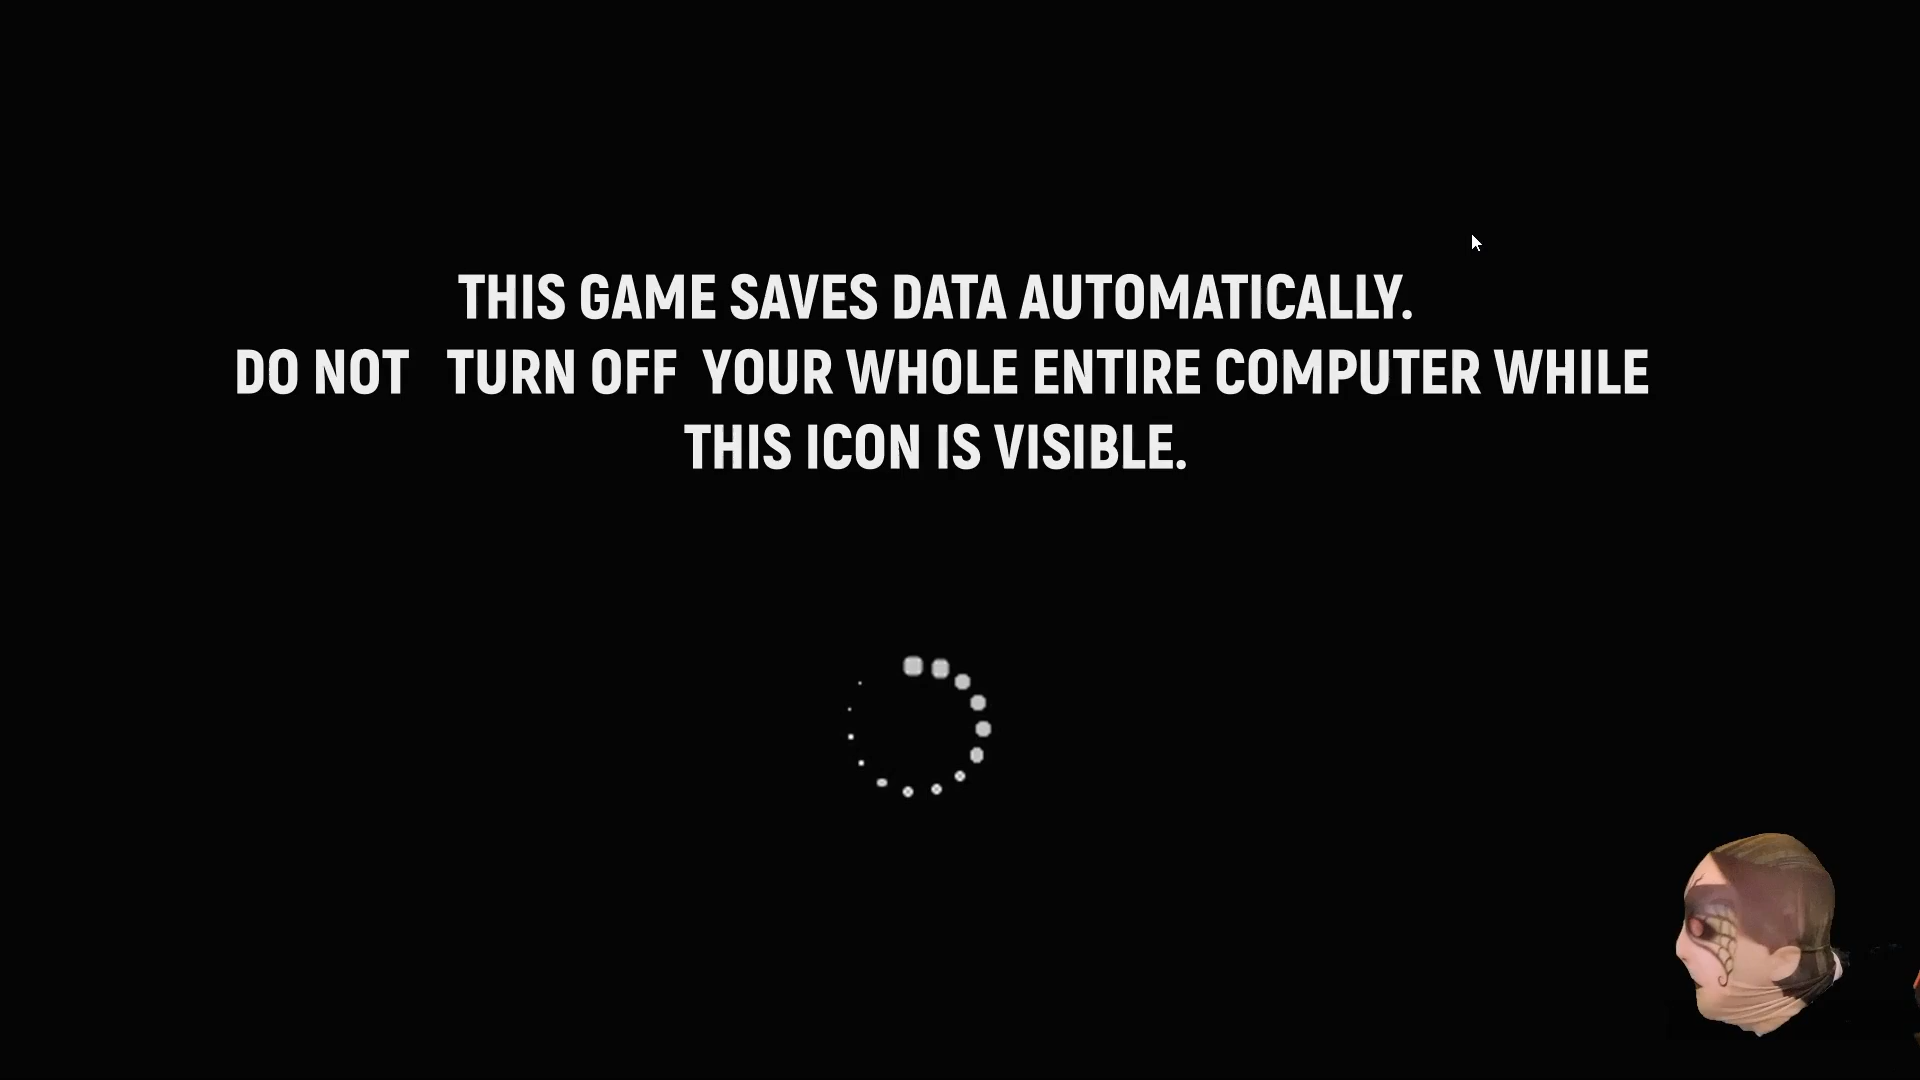 THIS GAME SAVES DATA AUTOMATICALLY.
DO NOT TURN OFF YOUR WHOLE ENTIRE COMPUTER WHILE
THIS ICON IS VISIBLE.